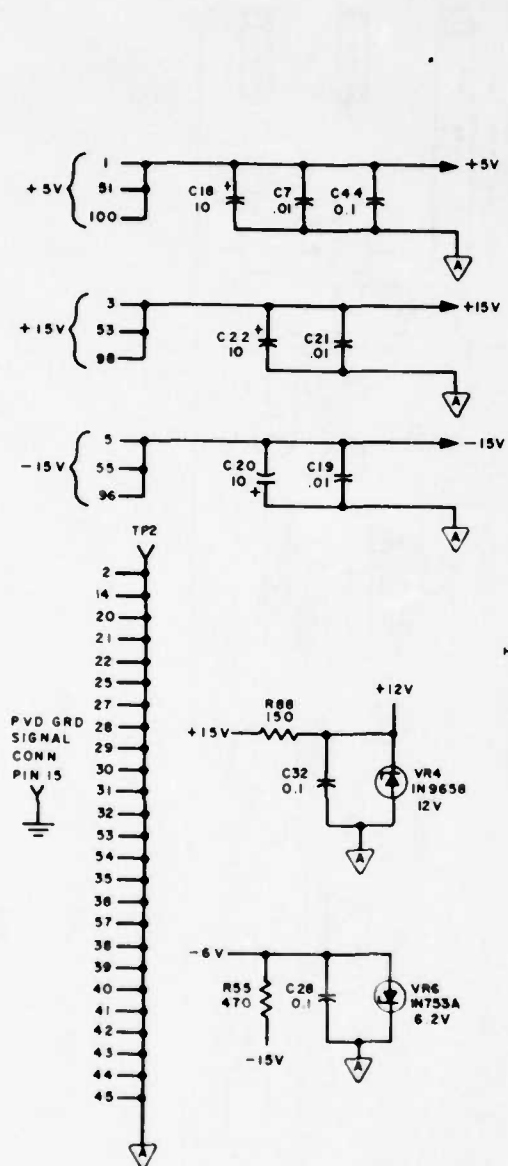 +5V
1
51
100
C18 +
10
C7
.01
C44
0.1
+5V
A
+15V
3
53
98
C22 +
10
C21
.01
+15V
A
-15V
5
55
96
C20
10
+
C19
.01
-15V
A
TP2
2
14
20
21
22
25
27
28
29
30
31
32
53
54
35
36
57
38
39
40
41
42
43
44
45
A
PVD GRD
SIGNAL
CONN
PIN 15
+15V
R88
150
+12V
C32
0.1
VR4
1N965B
12V
A
-6V
R55
470
-15V
C28
0.1
VR6
1N753A
6.2V
A